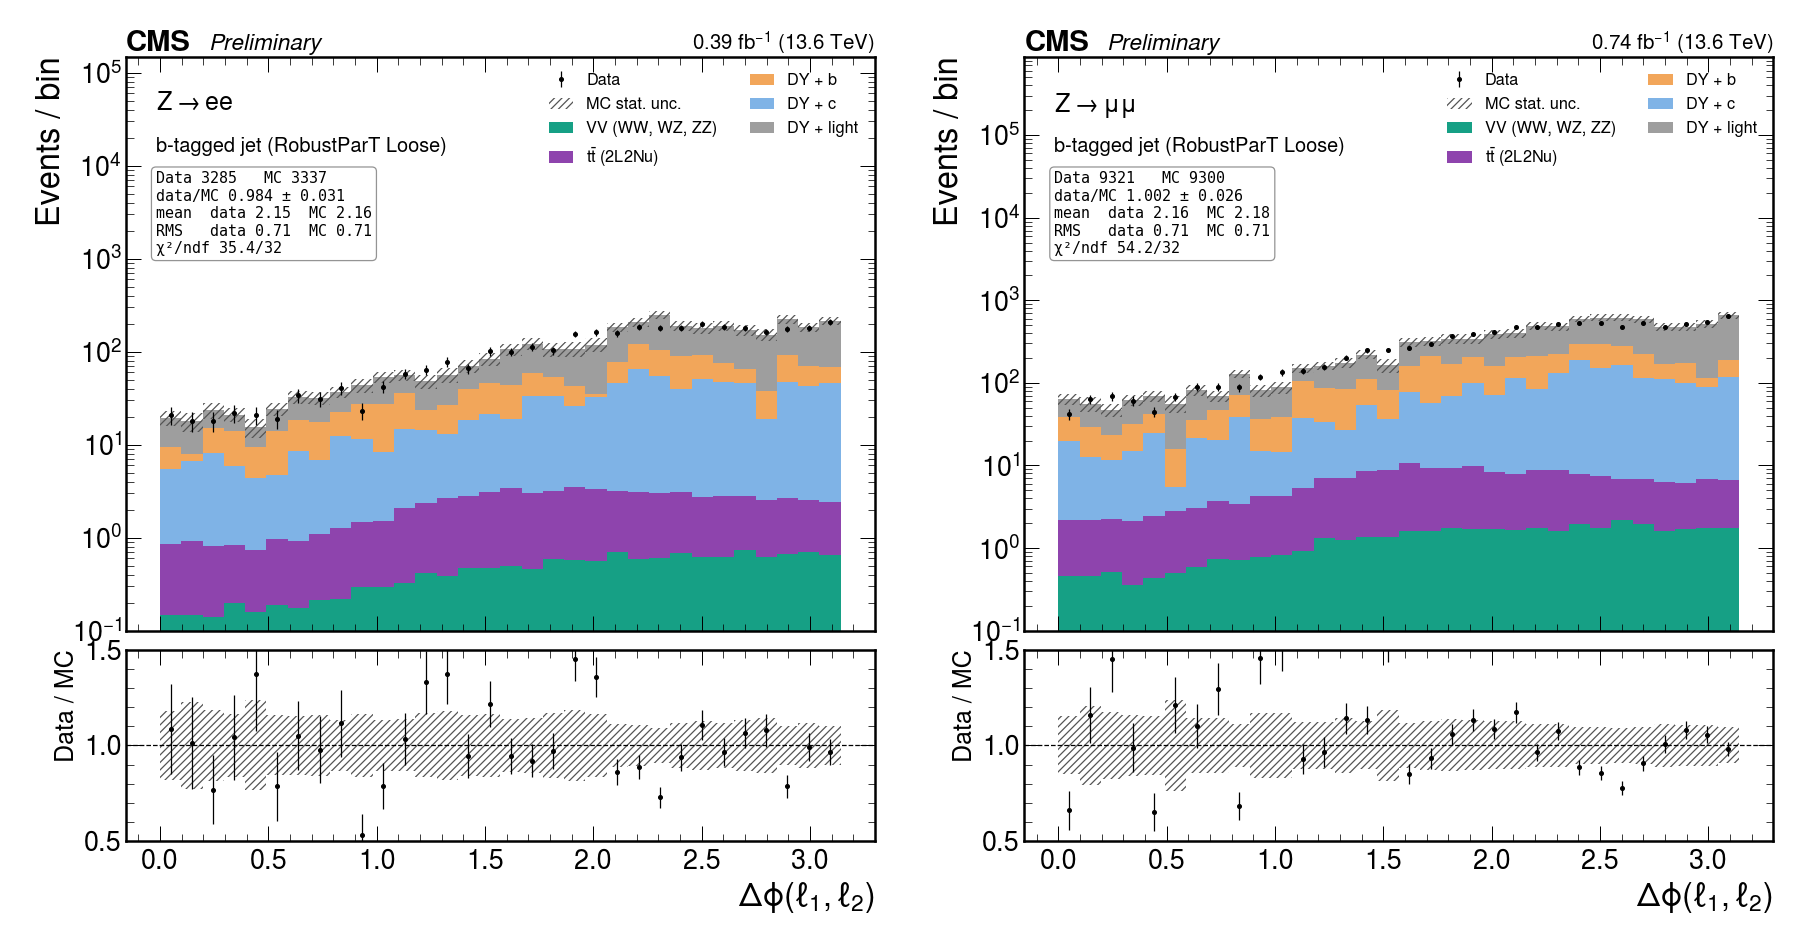 CMS Preliminary 0.39 fb⁻¹ (13.6 TeV)
Events / bin
10⁵
10⁴
10³
10²
10¹
10⁰
10⁻¹
Z → ee
b-tagged jet (RobustParT Loose)
Data 3285 MC 3337
data/MC 0.984 ± 0.031
mean data 2.15 MC 2.16
RMS data 0.71 MC 0.71
χ²/ndf 35.4/32
Data
MC stat. unc.
VV (WW, WZ, ZZ)
tt̄ (2L2Nu)
DY + b
DY + c
DY + light
Data / MC
1.5
1.0
0.5
0.0 0.5 1.0 1.5 2.0 2.5 3.0
Δϕ(ℓ₁, ℓ₂)
CMS Preliminary 0.74 fb⁻¹ (13.6 TeV)
Events / bin
10⁵
10⁴
10³
10²
10¹
10⁰
10⁻¹
Z → μμ
b-tagged jet (RobustParT Loose)
Data 9321 MC 9300
data/MC 1.002 ± 0.026
mean data 2.16 MC 2.18
RMS data 0.71 MC 0.71
χ²/ndf 54.2/32
Data
MC stat. unc.
VV (WW, WZ, ZZ)
tt̄ (2L2Nu)
DY + b
DY + c
DY + light
Data / MC
1.5
1.0
0.5
0.0 0.5 1.0 1.5 2.0 2.5 3.0
Δϕ(ℓ₁, ℓ₂)